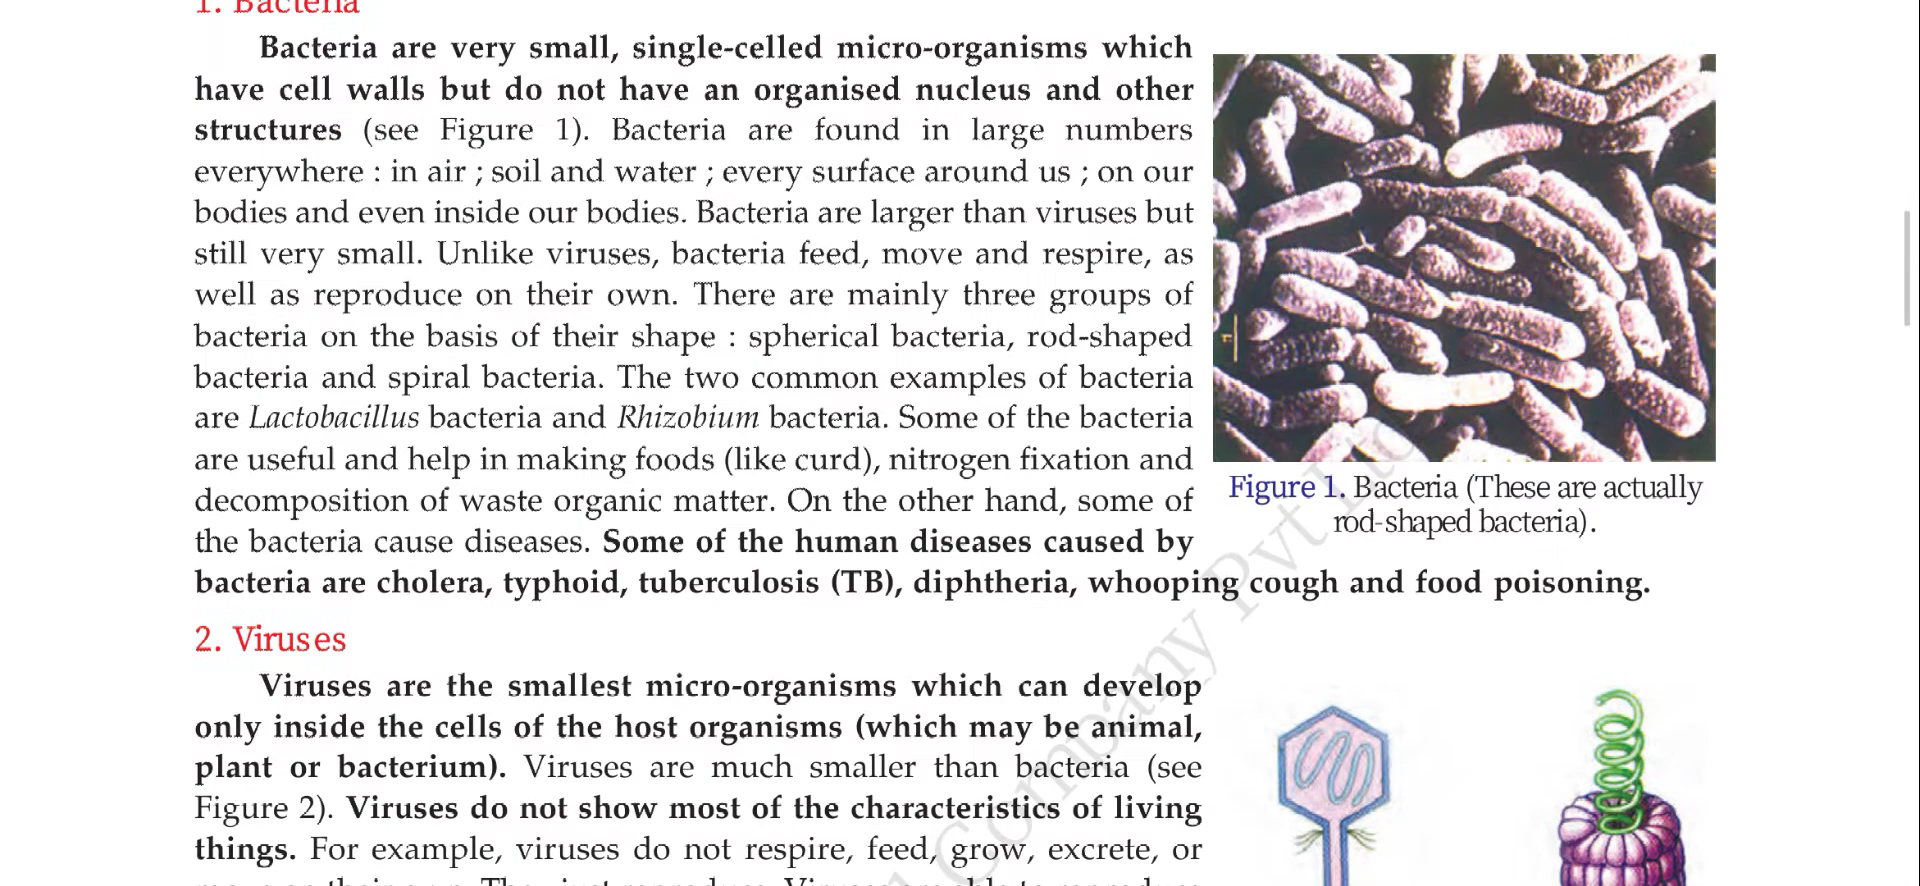 1. Bacteria
Bacteria are very small, single-celled micro-organisms which
have cell walls but do not have an organised nucleus and other
structures (see Figure 1). Bacteria are found in large numbers
everywhere : in air ; soil and water ; every surface around us ; on our
bodies and even inside our bodies. Bacteria are larger than viruses but
still very small. Unlike viruses, bacteria feed, move and respire, as
well as reproduce on their own. There are mainly three groups of
bacteria on the basis of their shape : spherical bacteria, rod-shaped
bacteria and spiral bacteria. The two common examples of bacteria
are Lactobacillus bacteria and Rhizobium bacteria. Some of the bacteria
are useful and help in making foods (like curd), nitrogen fixation and
decomposition of waste organic matter. On the other hand, some of
the bacteria cause diseases. Some of the human diseases caused by
bacteria are cholera, typhoid, tuberculosis (TB), diphtheria, whooping cough and food poisoning.
Figure 1. Bacteria (These are actually
rod-shaped bacteria).
2. Viruses
Viruses are the smallest micro-organisms which can develop
only inside the cells of the host organisms (which may be animal,
plant or bacterium). Viruses are much smaller than bacteria (see
Figure 2). Viruses do not show most of the characteristics of living
things. For example, viruses do not respire, feed, grow, excrete, or
Company Pvt Ltd